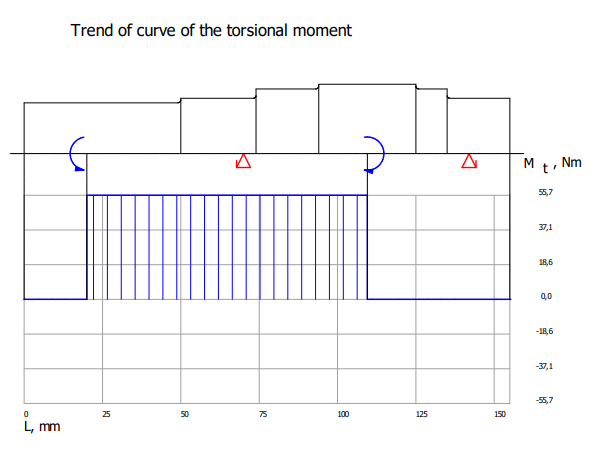 Trend of curve of the torsional moment
M t , Nm
55,7
37,1
18,6
0,0
-18,6
-37,1
-55,7
0 25 50 75 100 125 150
L, mm